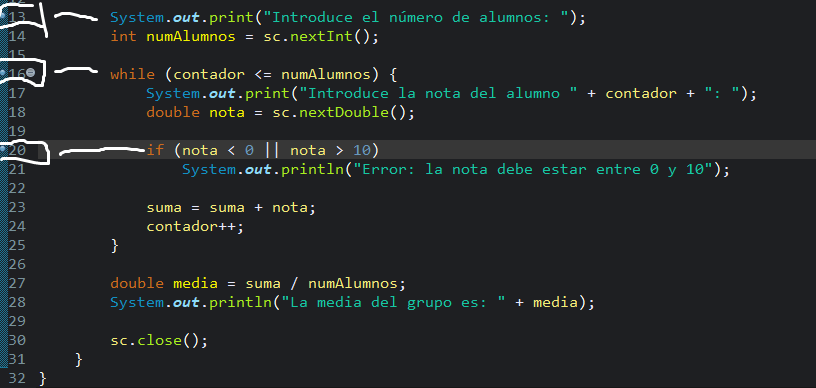 13 System.out.print("Introduce el número de alumnos: ");
14 int numAlumnos = sc.nextInt();
15
16 while (contador <= numAlumnos) {
17 System.out.print("Introduce la nota del alumno " + contador + ": ");
18 double nota = sc.nextDouble();
19
20 if (nota < 0 || nota > 10)
21 System.out.println("Error: la nota debe estar entre 0 y 10");
22
23 suma = suma + nota;
24 contador++;
25 }
26
27 double media = suma / numAlumnos;
28 System.out.println("La media del grupo es: " + media);
29
30 sc.close();
31 }
32 }